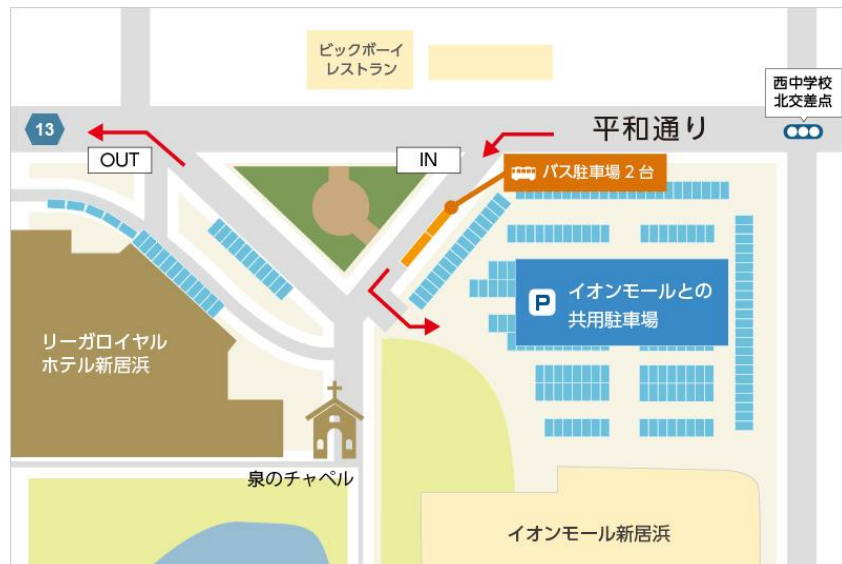 ビックボーイ
レストラン
西中学校
北交差点
13
平和通り
OUT
IN
バス駐車場2台
P
イオンモールとの
共用駐車場
リーガロイヤル
ホテル新居浜
泉のチャペル
イオンモール新居浜